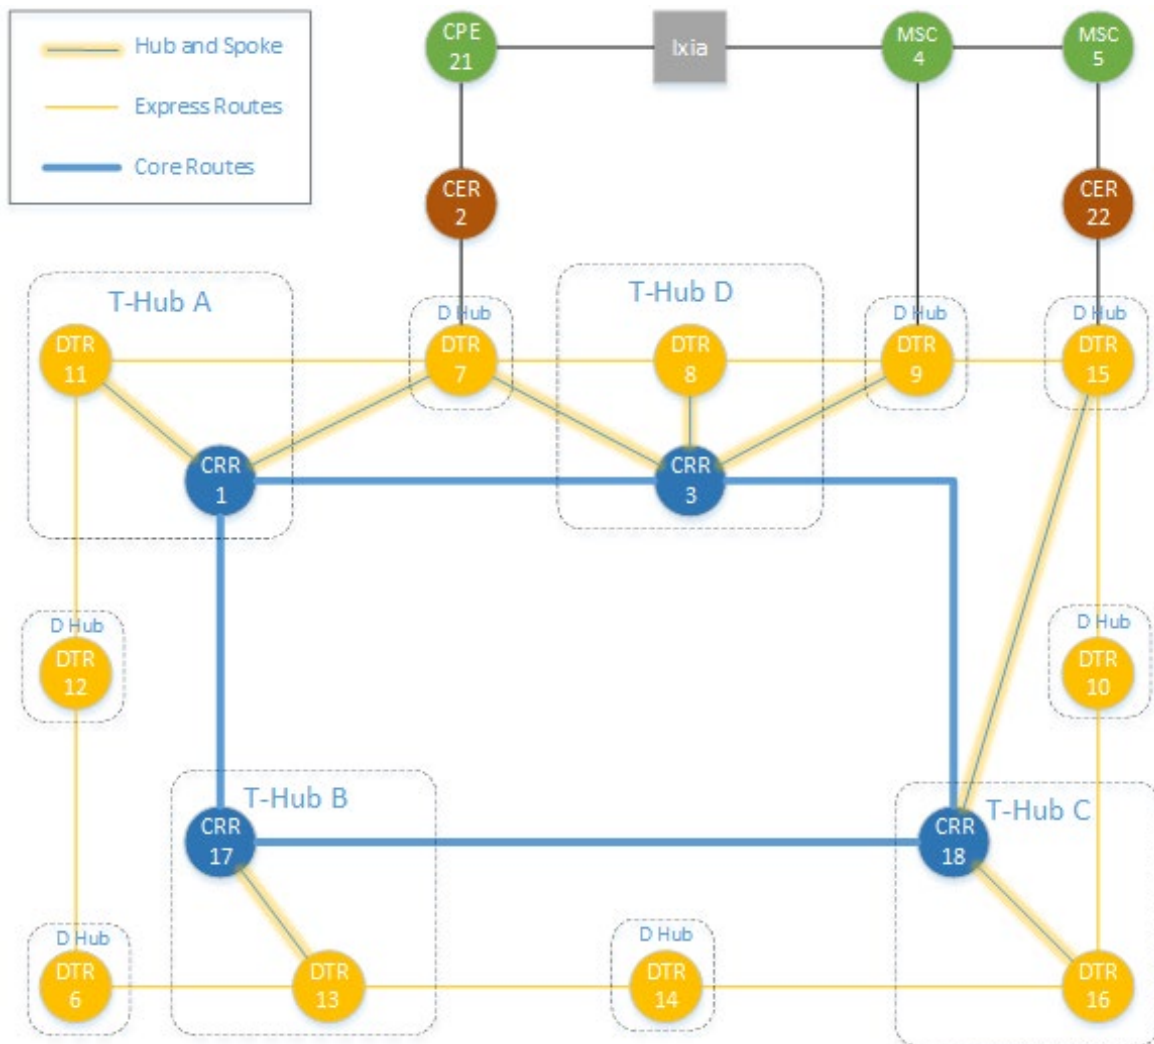 Hub and Spoke
Express Routes
Core Routes
CPE
21
Ixia
MSC
4
MSC
5
CER
2
CER
22
T-Hub A
T-Hub D
D Hub
D Hub
D Hub
DTR
11
DTR
7
DTR
8
DTR
9
DTR
15
CRR
1
CRR
3
D Hub
DTR
12
D Hub
DTR
10
T-Hub B
T-Hub C
CRR
17
CRR
18
D Hub
DTR
6
DTR
13
D Hub
DTR
14
DTR
16